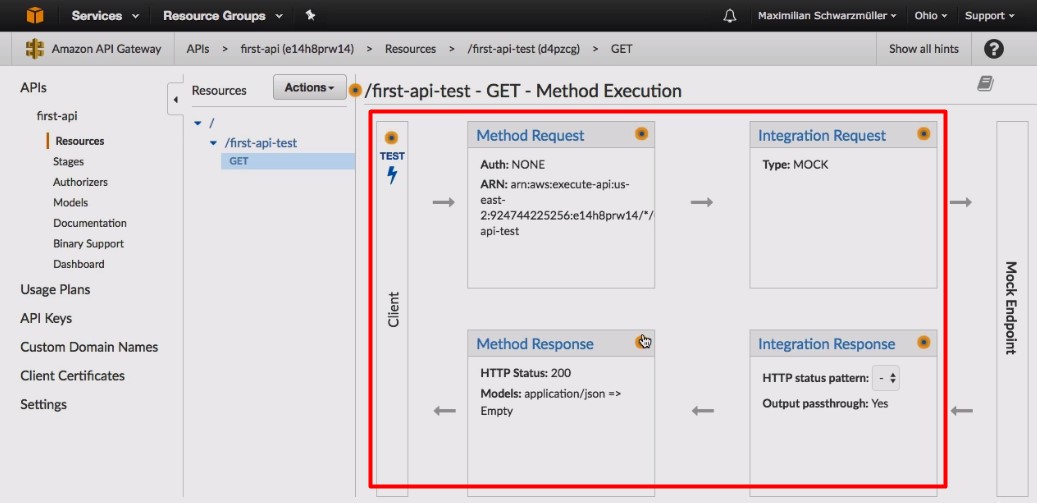 Services Resource Groups Maximilian Schwarzmüller Ohio Support
Amazon API Gateway APIs > first-api (e14h8prw14) > Resources > /first-api-test (d4pzcg) > GET Show all hints ?
APIs
first-api
Resources
Stages
Authorizers
Models
Documentation
Binary Support
Dashboard
Usage Plans
API Keys
Custom Domain Names
Client Certificates
Settings
Resources Actions
/
/first-api-test
GET
/first-api-test - GET - Method Execution
TEST
Client
Method Request
Auth: NONE
ARN: arn:aws:execute-api:us-
east-
2:924744225256:e14h8prw14/*/
api-test
Integration Request
Type: MOCK
Mock Endpoint
Method Response
HTTP Status: 200
Models: application/json =>
Empty
Integration Response
HTTP status pattern: -
Output passthrough: Yes